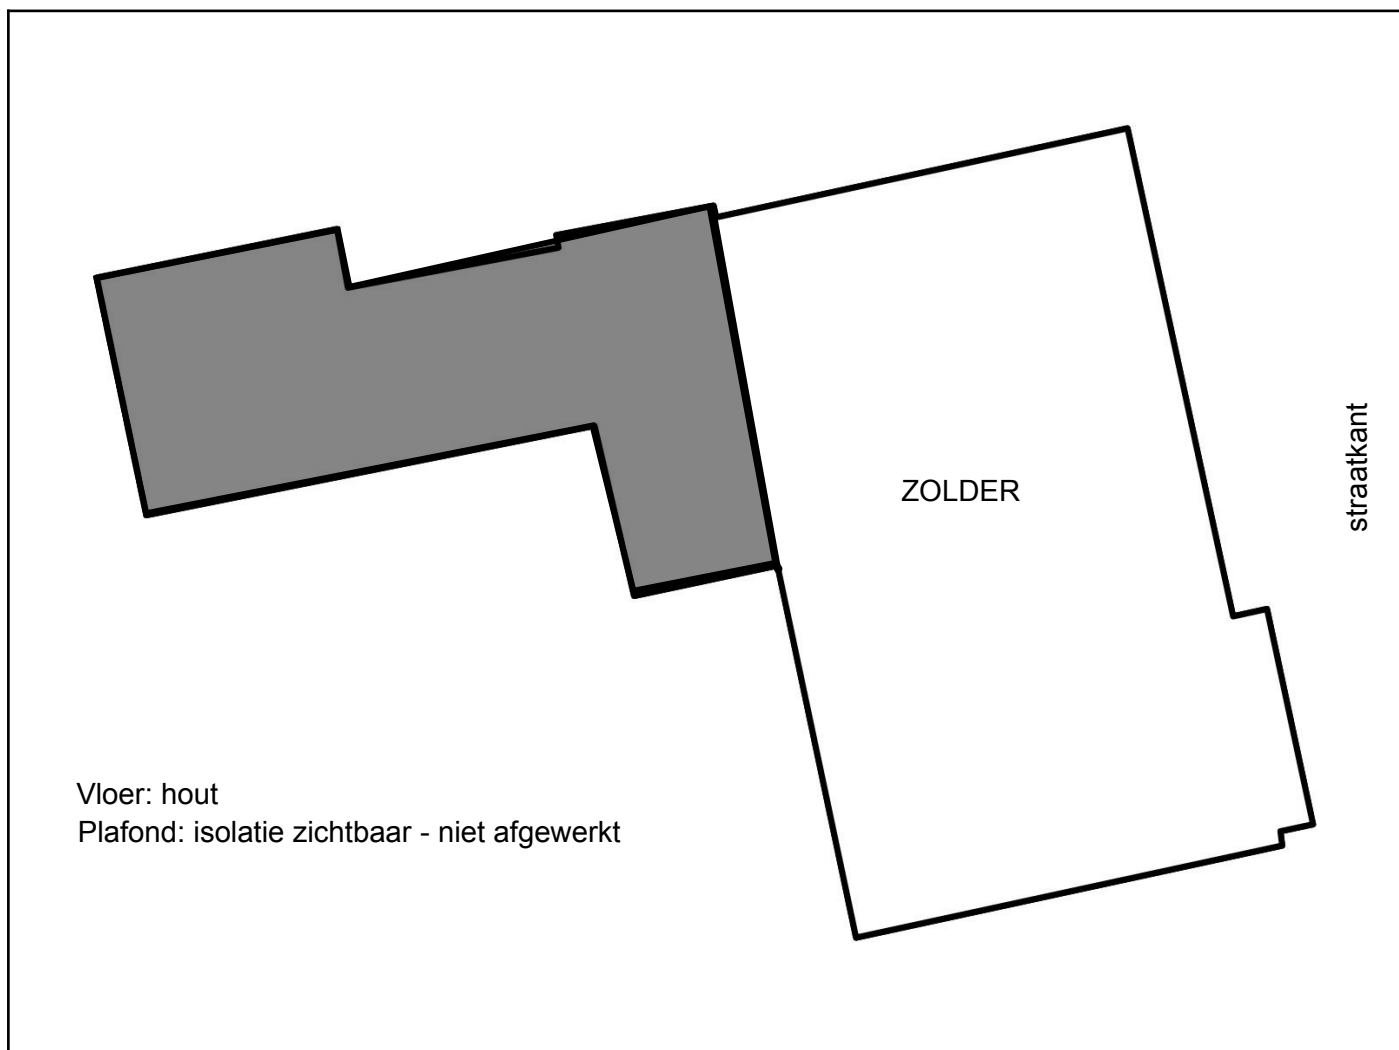 ZOLDER
straatkant
Vloer: hout
Plafond: isolatie zichtbaar - niet afgewerkt